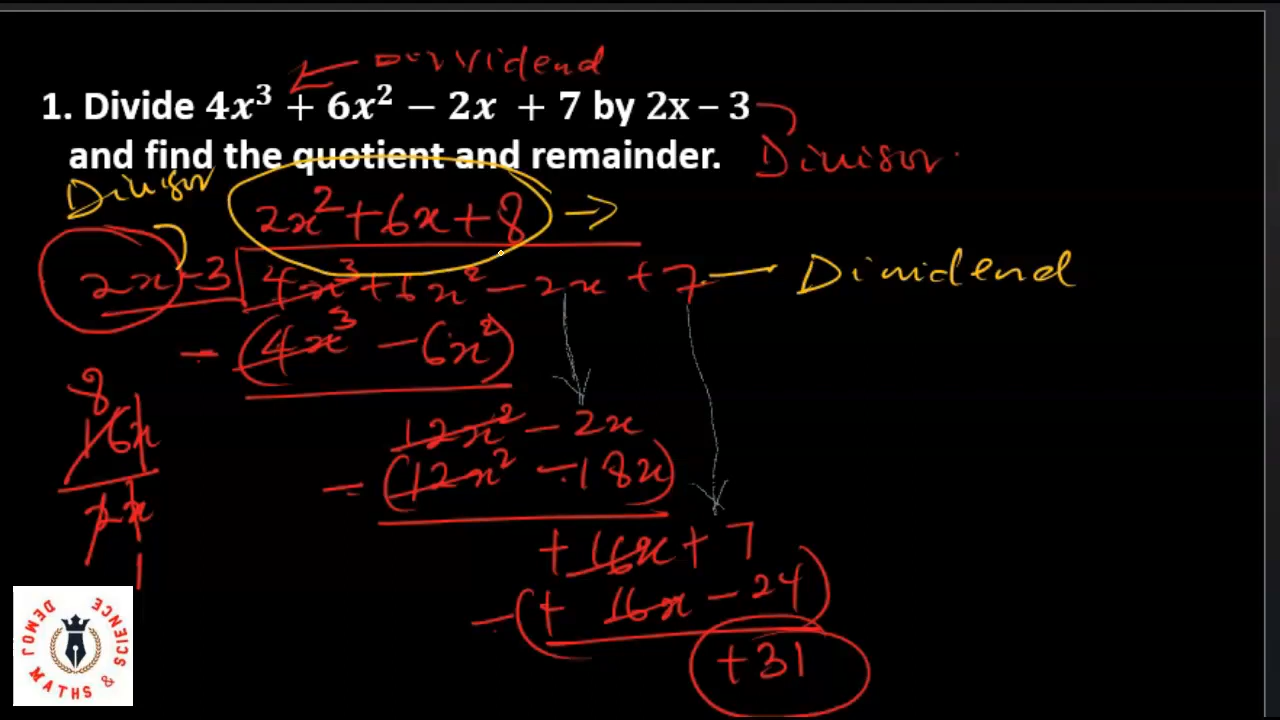 Dividend
1. Divide 4x³ + 6x² − 2x + 7 by 2x – 3
and find the quotient and remainder.
Divisor
Divisor
2x² + 6x + 8 →
2x - 3 4x³ + 6x² - 2x + 7 — Dividend
- (4x³ - 6x²)
8
16x
2x
1
12x² - 2x
- (12x² - 18x)
+ 16x + 7
- (+ 16x - 24)
+31
DEMOJ MATHS & SCIENCE